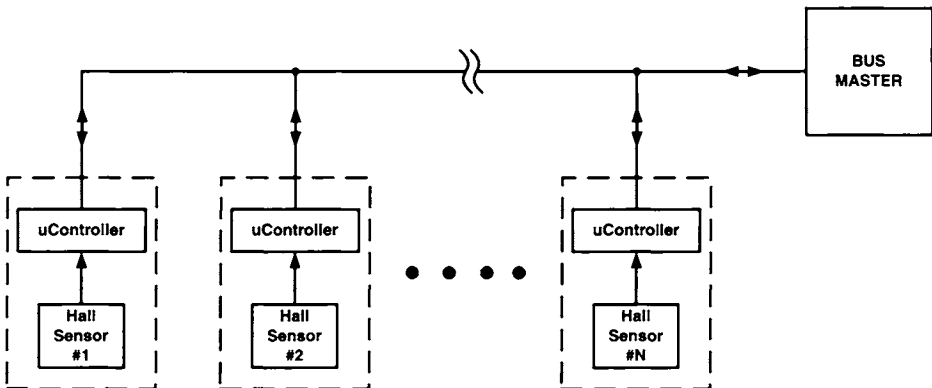 BUS
MASTER
uController
uController
uController
Hall
Sensor
#1
Hall
Sensor
#2
Hall
Sensor
#N